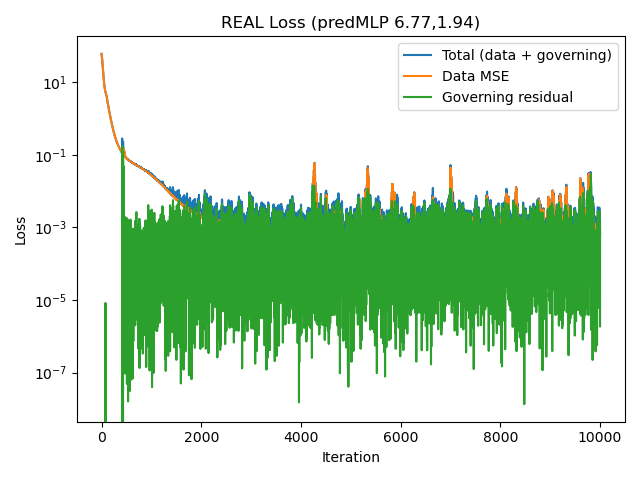 REAL Loss (predMLP 6.77,1.94)
Total (data + governing)
Data MSE
Governing residual
Loss
10^1
10^-1
10^-3
10^-5
10^-7
0 2000 4000 6000 8000 10000
Iteration